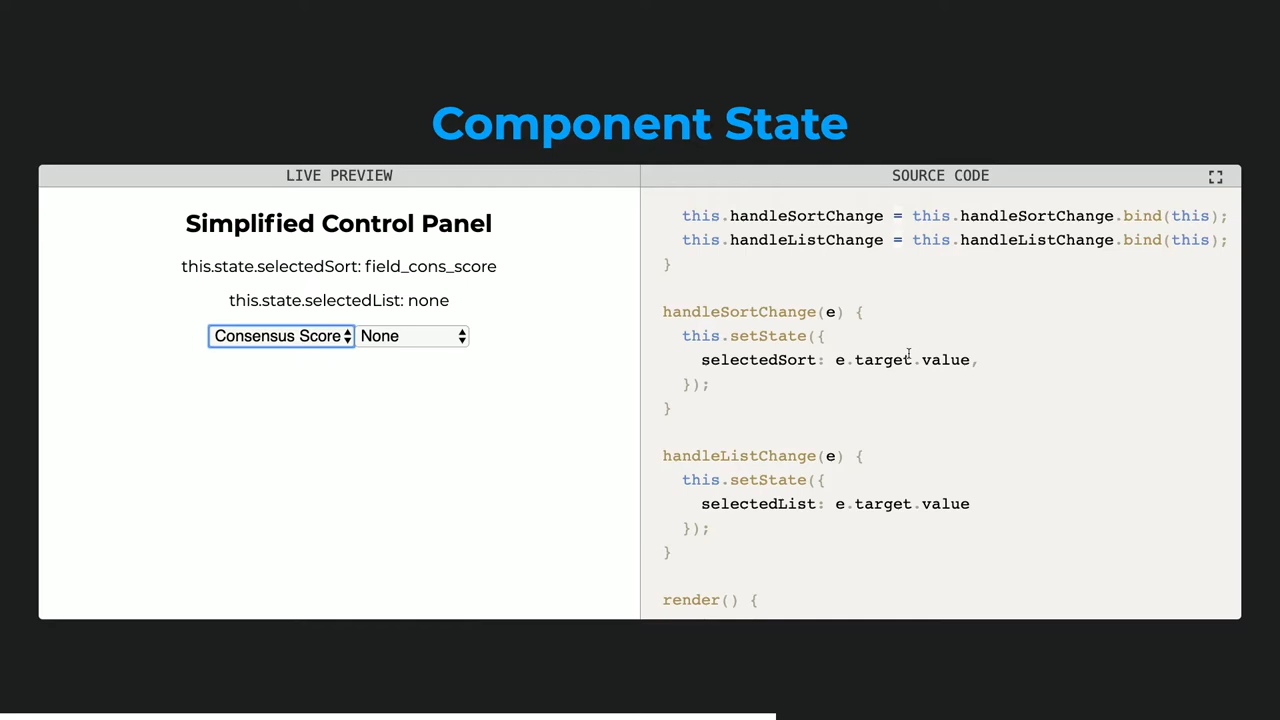 Component State
LIVE PREVIEW
Simplified Control Panel
this.state.selectedSort: field_cons_score
this.state.selectedList: none
Consensus Score None
SOURCE CODE
this.handleSortChange = this.handleSortChange.bind(this);
this.handleListChange = this.handleListChange.bind(this);
}
handleSortChange(e) {
this.setState({
selectedSort: e.target.value,
});
}
handleListChange(e) {
this.setState({
selectedList: e.target.value
});
}
render() {